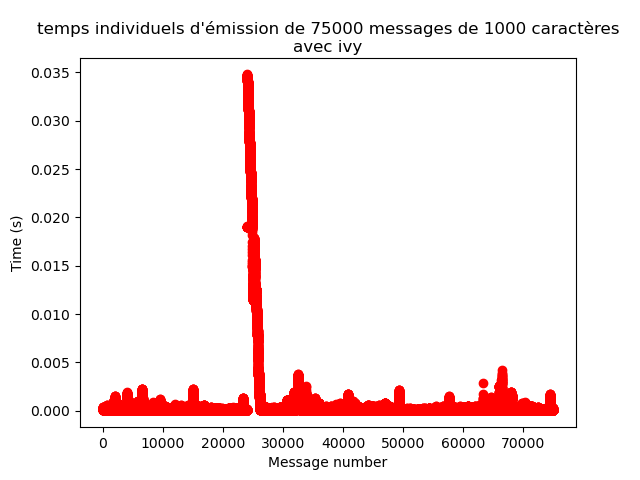 temps individuels d'émission de 75000 messages de 1000 caractères
avec ivy
0.035
0.030
0.025
0.020
0.015
0.010
0.005
0.000
Time (s)
0 10000 20000 30000 40000 50000 60000 70000
Message number